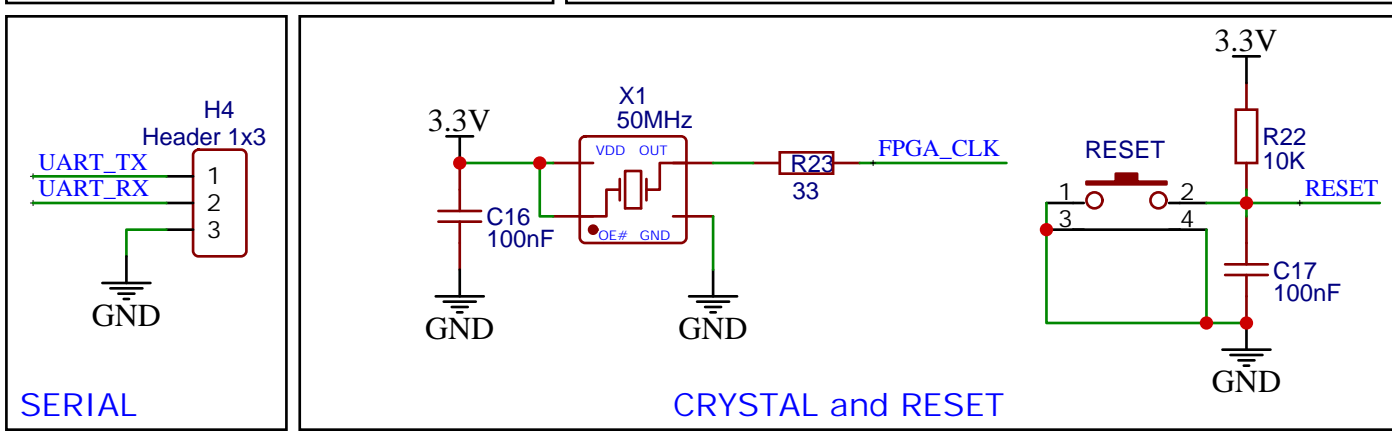 H4
Header 1x3
UART_TX
UART_RX
1
2
3
GND
SERIAL
3.3V
C16
100nF
GND
X1
50MHz
VDD OUT
OE# GND
GND
R23
33
FPGA_CLK
3.3V
R22
10K
RESET
1 2
3 4
RESET
C17
100nF
GND
CRYSTAL and RESET